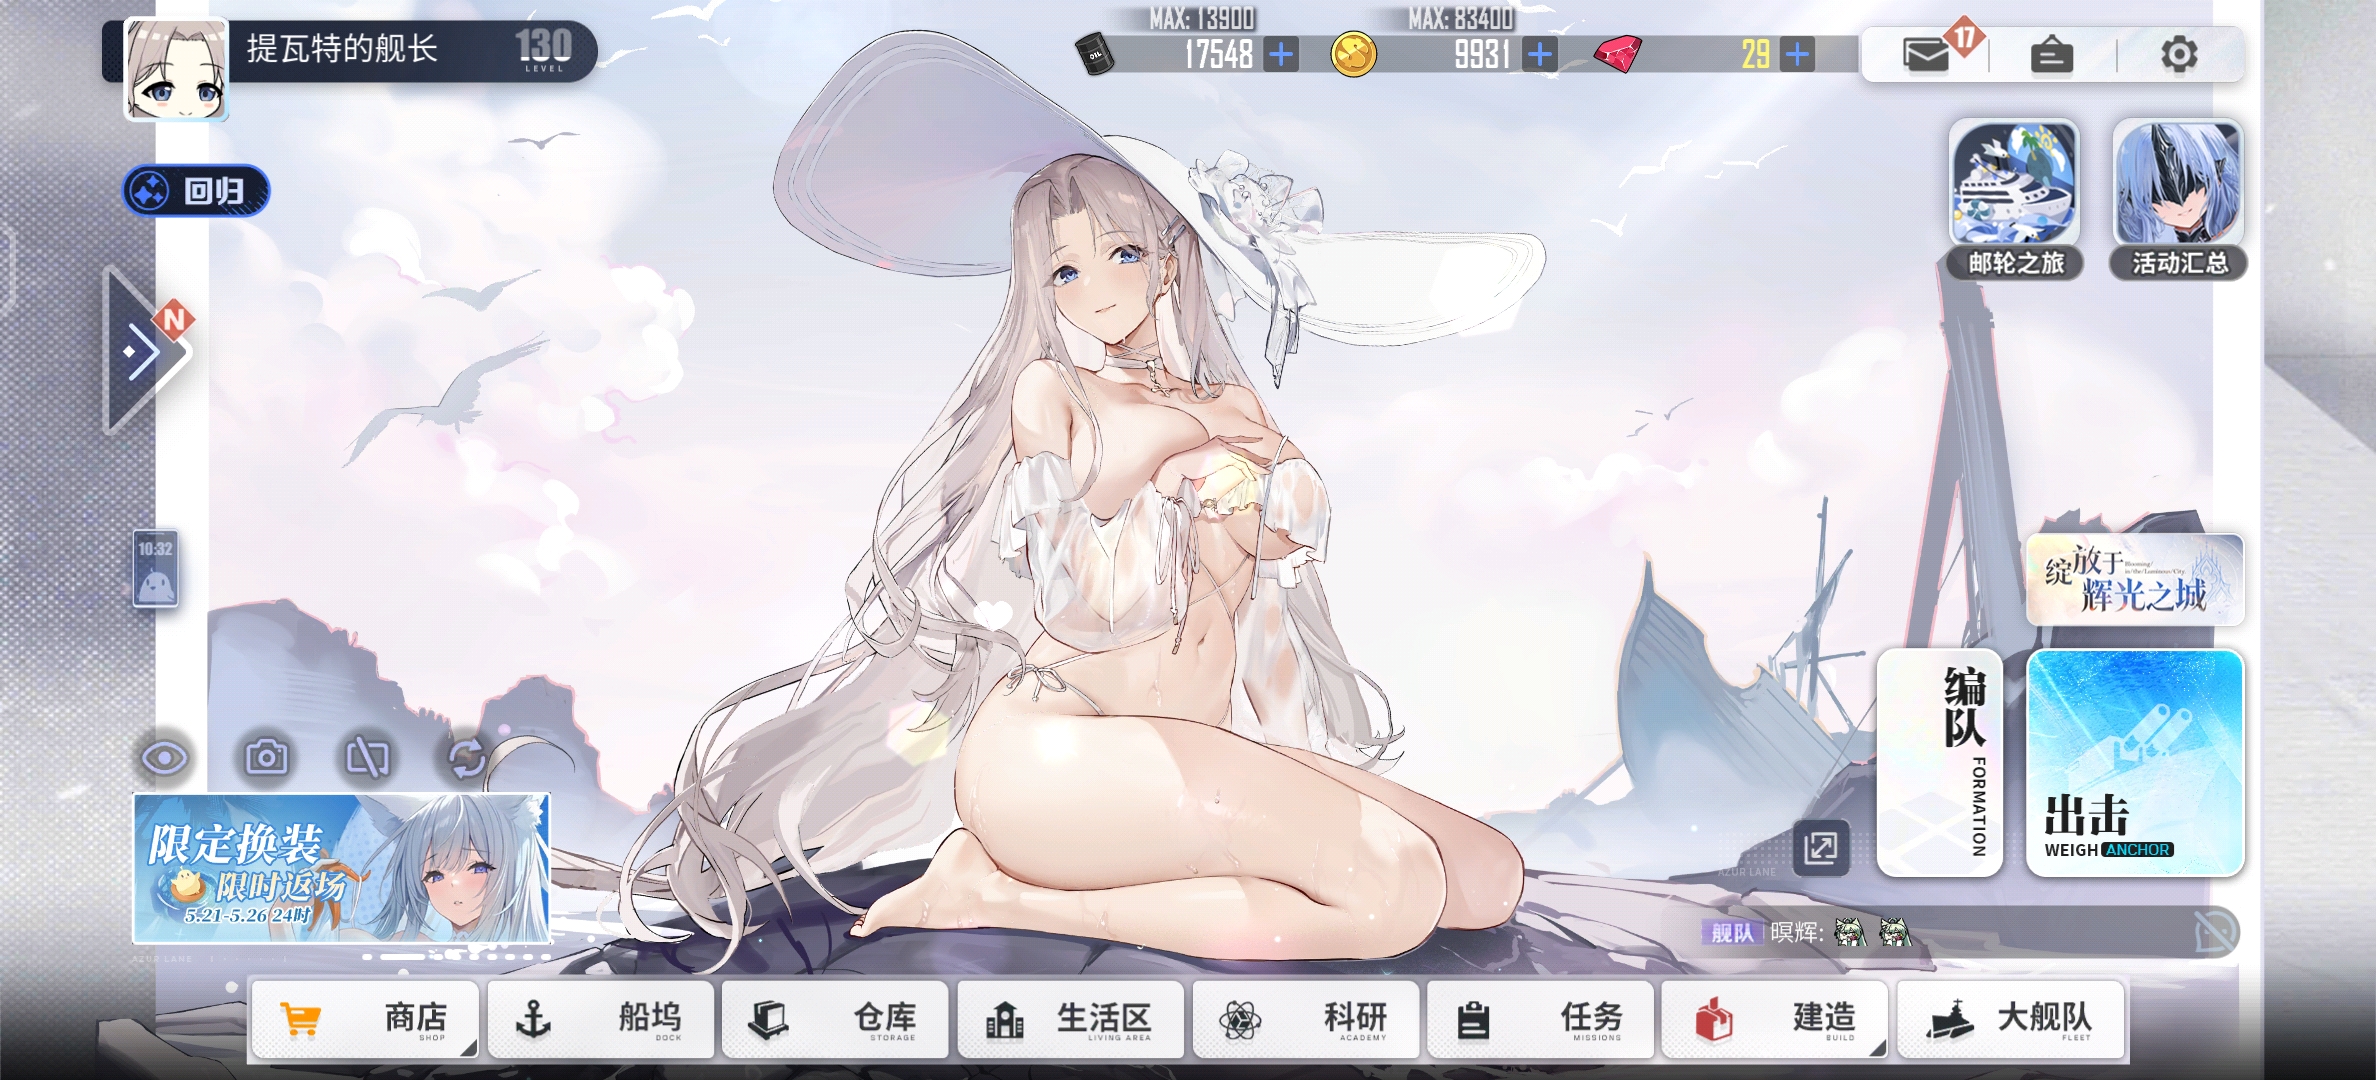 提瓦特的舰长
130
LEVEL
MAX: 13900
17548
MAX: 83400
9931
29
17
回归
N
邮轮之旅
活动汇总
10:32
绽放于
辉光之城
编队
FORMATION
出击
WEIGH ANCHOR
限定换装
限时返场
5.21-5.26 24时
AZUR LANE
AZUR LANE
舰队 暝辉:
商店
SHOP
船坞
DOCK
仓库
STORAGE
生活区
LIVING AREA
科研
ACADEMY
任务
MISSIONS
建造
BUILD
大舰队
FLEET